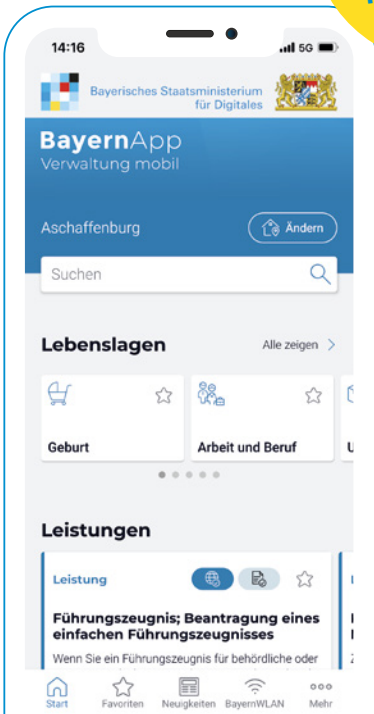 14:16
5G
Bayerisches Staatsministerium
für Digitales
BayernApp
Verwaltung mobil
Aschaffenburg
Ändern
Suchen
Lebenslagen
Alle zeigen
Geburt
Arbeit und Beruf
U
Leistungen
Leistung
Führungszeugnis; Beantragung eines
einfachen Führungszeugnisses
Wenn Sie ein Führungszeugnis für behördliche oder
Start
Favoriten
Neuigkeiten
BayernWLAN
Mehr